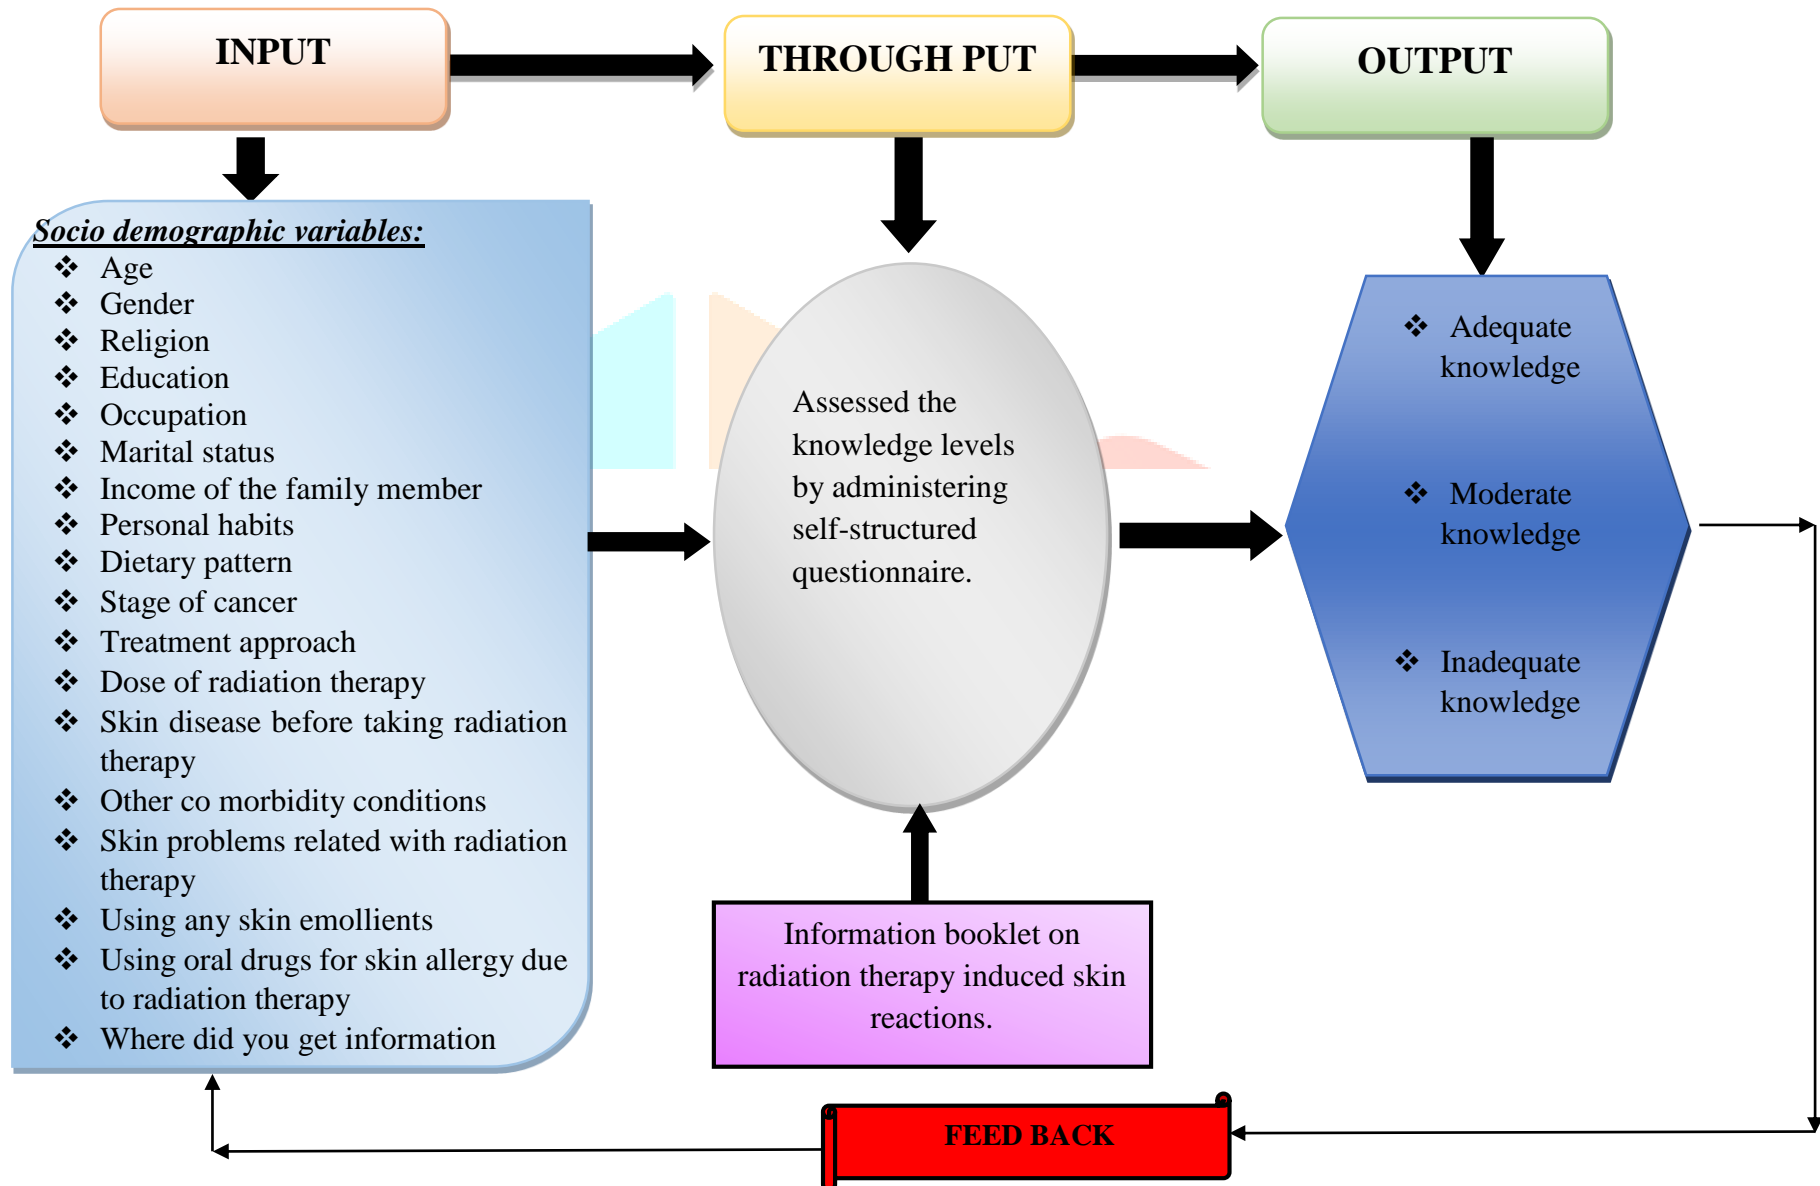 INPUT
THROUGH PUT
OUTPUT
Socio demographic variables:
❖ Age
❖ Gender
❖ Religion
❖ Education
❖ Occupation
❖ Marital status
❖ Income of the family member
❖ Personal habits
❖ Dietary pattern
❖ Stage of cancer
❖ Treatment approach
❖ Dose of radiation therapy
❖ Skin disease before taking radiation
therapy
❖ Other co morbidity conditions
❖ Skin problems related with radiation
therapy
❖ Using any skin emollients
❖ Using oral drugs for skin allergy due
to radiation therapy
❖ Where did you get information
Assessed the
knowledge levels
by administering
self-structured
questionnaire.
Information booklet on
radiation therapy induced skin
reactions.
❖ Adequate
knowledge
❖ Moderate
knowledge
❖ Inadequate
knowledge
FEED BACK